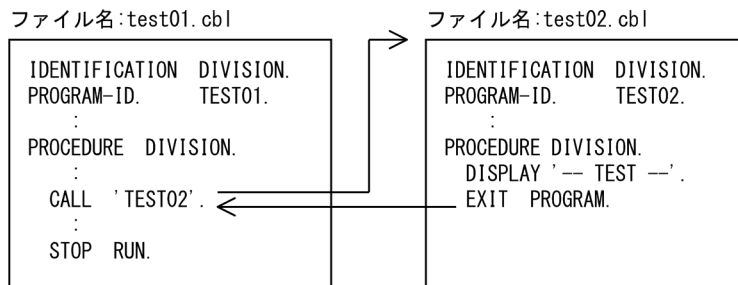 ファイル名:test01.cbl
IDENTIFICATION DIVISION.
PROGRAM-ID. TEST01.
:
PROCEDURE DIVISION.
:
CALL 'TEST02'.
:
STOP RUN.
ファイル名:test02.cbl
IDENTIFICATION DIVISION.
PROGRAM-ID. TEST02.
:
PROCEDURE DIVISION.
DISPLAY '-- TEST --'.
EXIT PROGRAM.